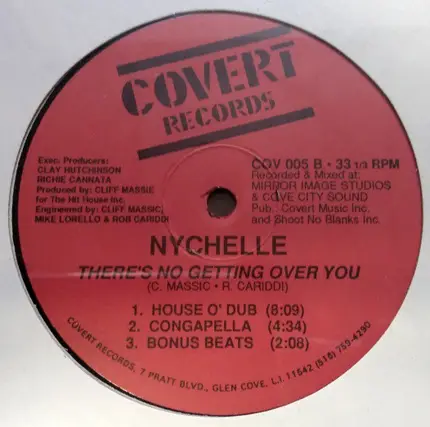 COVERT
RECORDS
Exec. Producers:
CLAY HUTCHINSON
RICHIE CANNATA
Produced by: CLIFF MASSIE
for The Hit House Inc.
Engineered by: CLIFF MASSIC,
MIKE LORELLO & ROB CARIDDI
COV 005 B • 33 1/3 RPM
Recorded & Mixed at:
MIRROR IMAGE STUDIOS
& COVE CITY SOUND
Pub.: Covert Music Inc.
and Shoot No Blanks Inc.
NYCHELLE
THERE'S NO GETTING OVER YOU
(C. MASSIC • R. CARIDDI)
1. HOUSE O' DUB (6:09)
2. CONGAPELLA (4:34)
3. BONUS BEATS (2:08)
COVERT RECORDS, 7 PRATT BLVD., GLEN COVE, L.I. 11542 (516) 759-4290